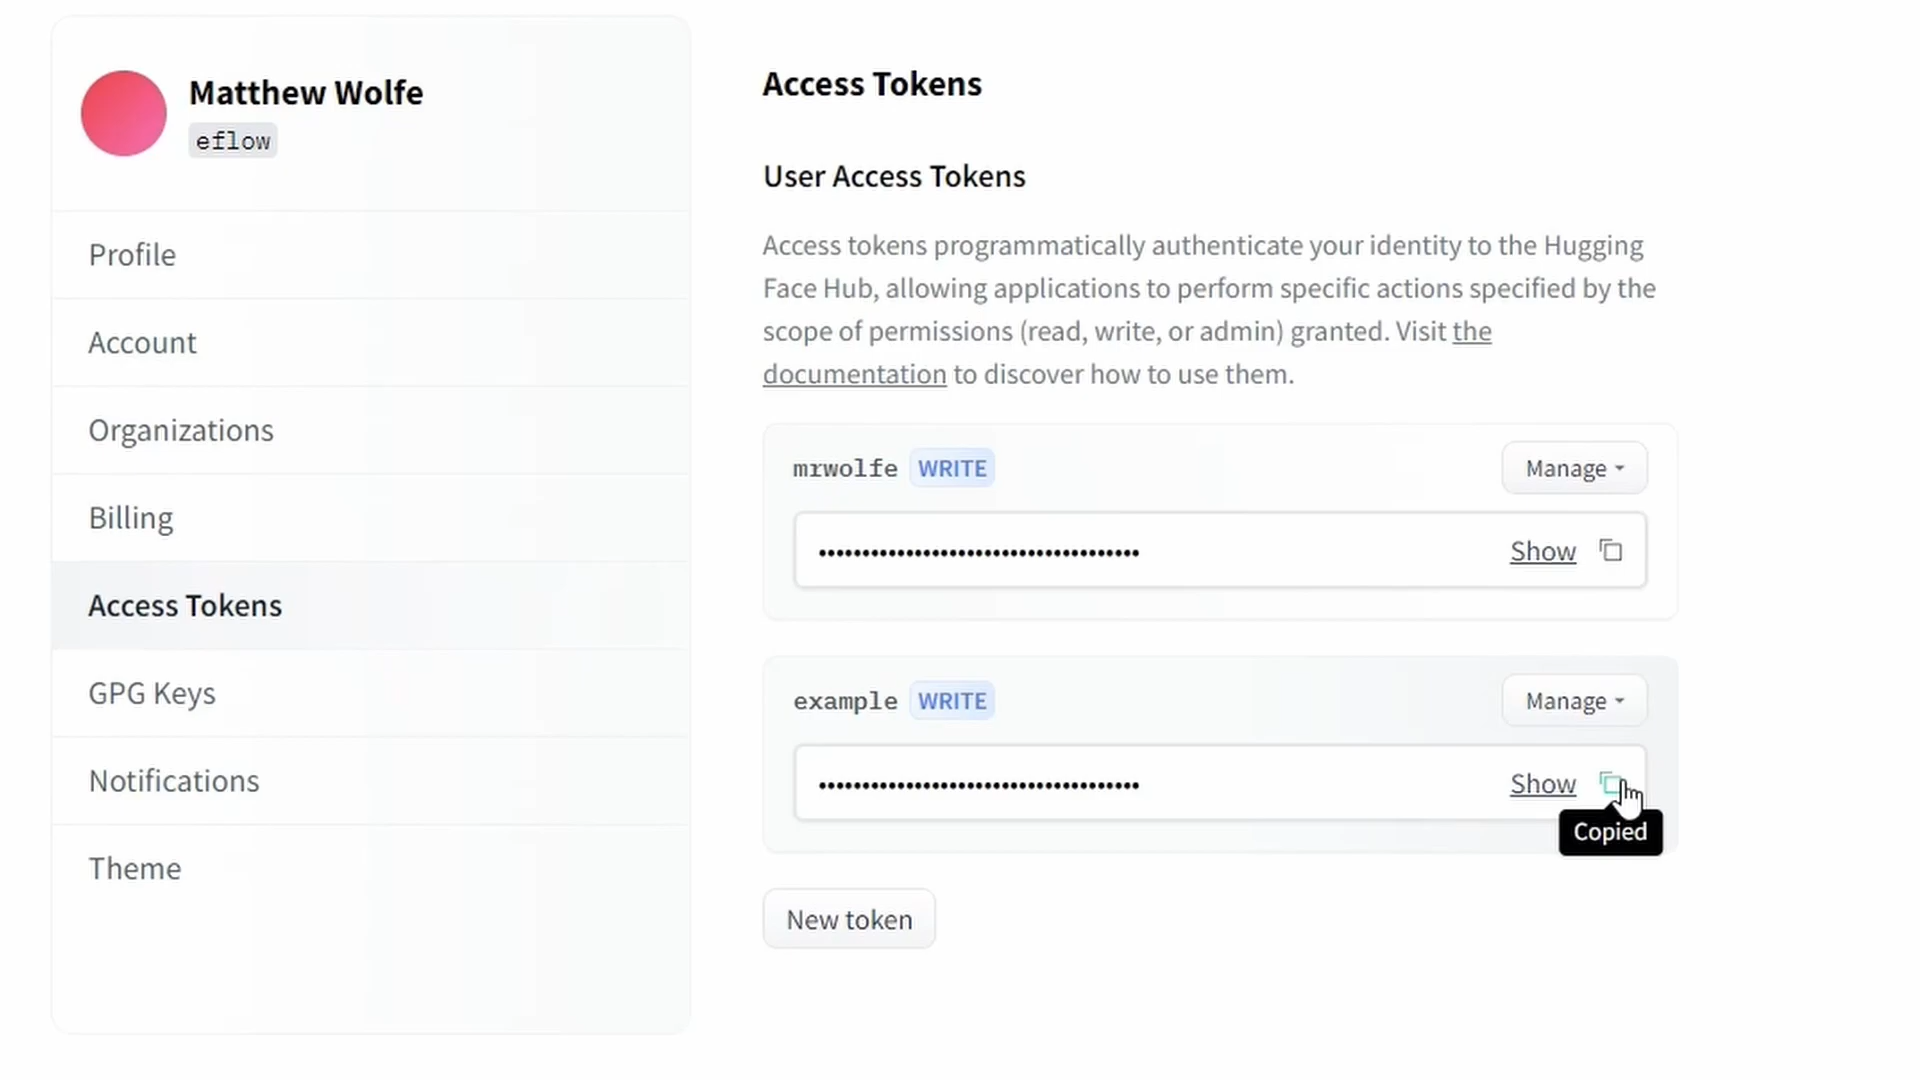 Matthew Wolfe
eflow
Profile
Account
Organizations
Billing
Access Tokens
GPG Keys
Notifications
Theme
Access Tokens
User Access Tokens
Access tokens programmatically authenticate your identity to the Hugging
Face Hub, allowing applications to perform specific actions specified by the
scope of permissions (read, write, or admin) granted. Visit the
documentation to discover how to use them.
mrwolfe WRITE Manage
••••••••••••••••••••••••••••••••••••• Show
example WRITE Manage
••••••••••••••••••••••••••••••••••••• Show
Copied
New token